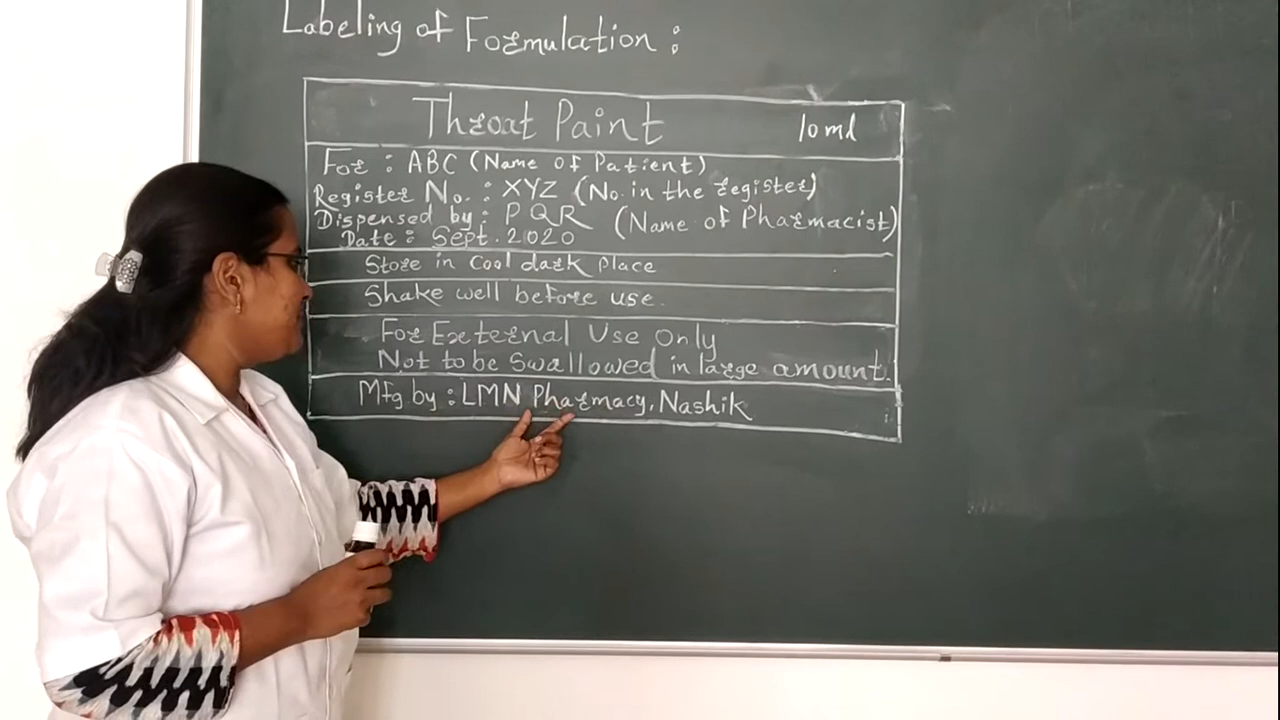 Labeling of Formulation :
Throat Paint 10 ml
For : ABC (Name of Patient)
Register No. : XYZ (No. in the register)
Dispensed by : PQR (Name of Pharmacist)
Date : Sept. 2020
Store in Cool dark place
Shake well before use.
For External Use Only
Not to be Swallowed in large amount.
Mfg by : LMN Pharmacy, Nashik